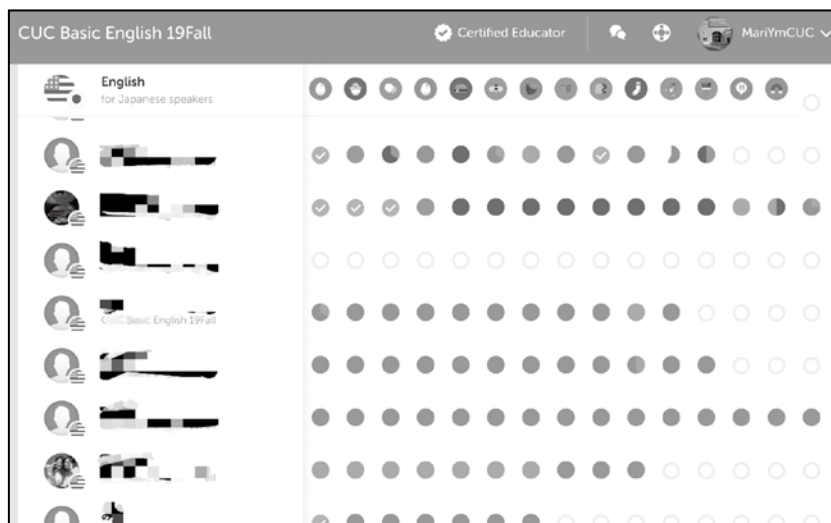 CUC Basic English 19Fall
Certified Educator
MariYmCUC
English
for Japanese speakers
CUC Basic English 19Fall